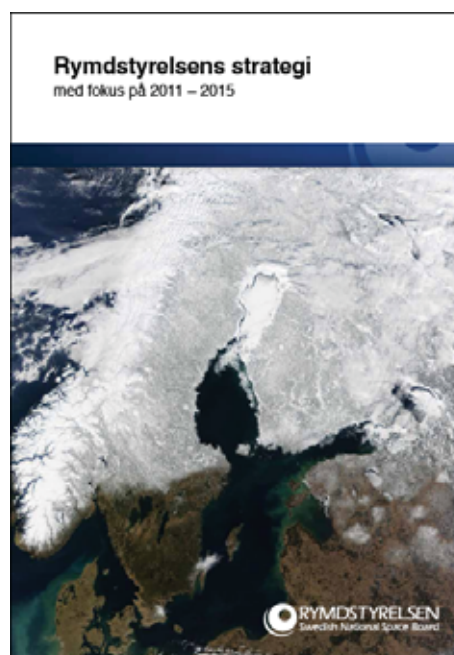 Rymdstyrelsens strategi
med fokus på 2011 – 2015
RYMDSTYRELSEN
Swedish National Space Board